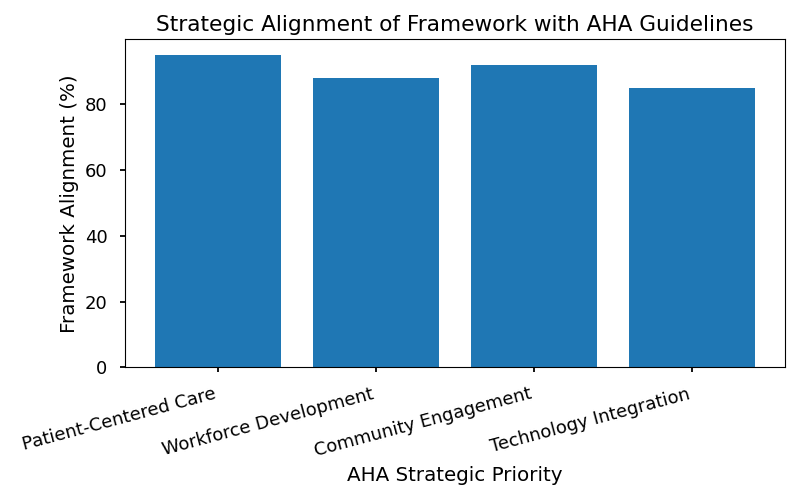 Strategic Alignment of Framework with AHA Guidelines
Framework Alignment (%)
80
60
40
20
0
Patient-Centered Care
Workforce Development
Community Engagement
Technology Integration
AHA Strategic Priority